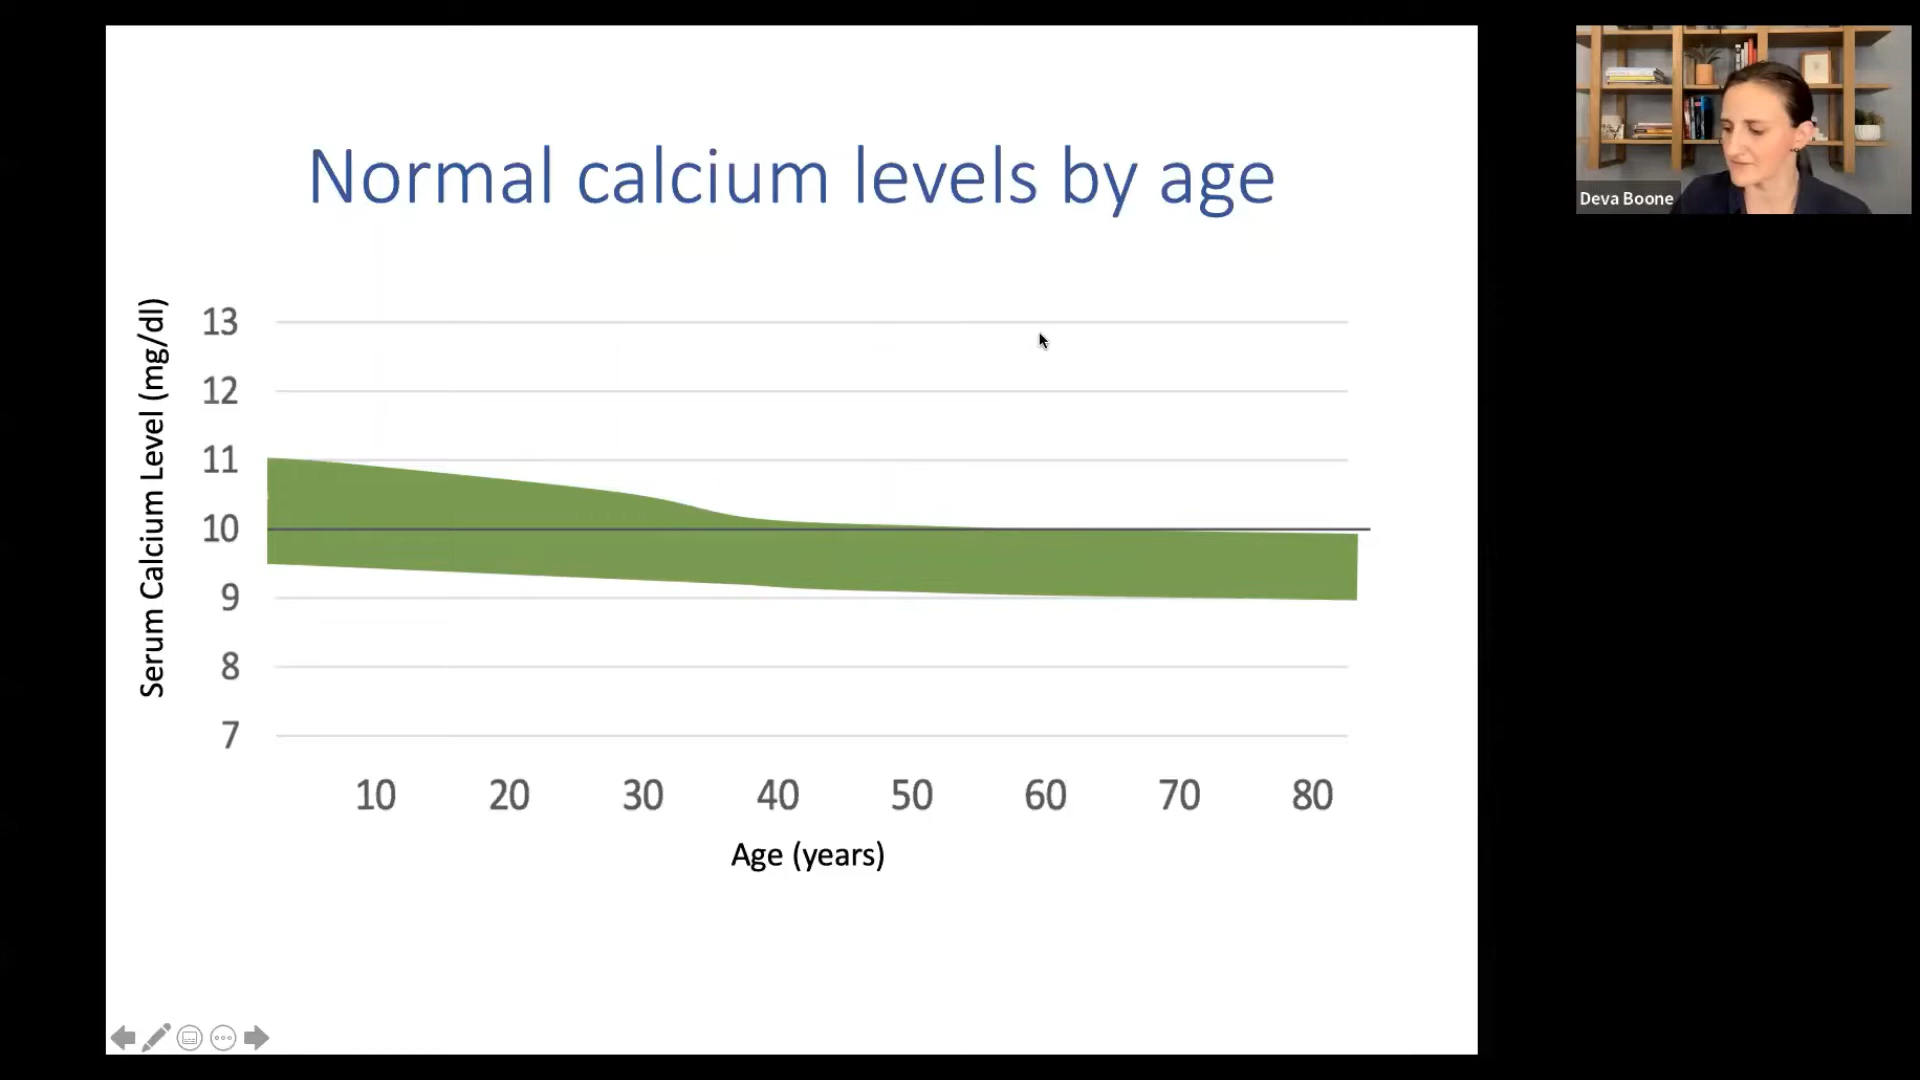 Normal calcium levels by age
Serum Calcium Level (mg/dl)
13
12
11
10
9
8
7
10 20 30 40 50 60 70 80
Age (years)
Deva Boone